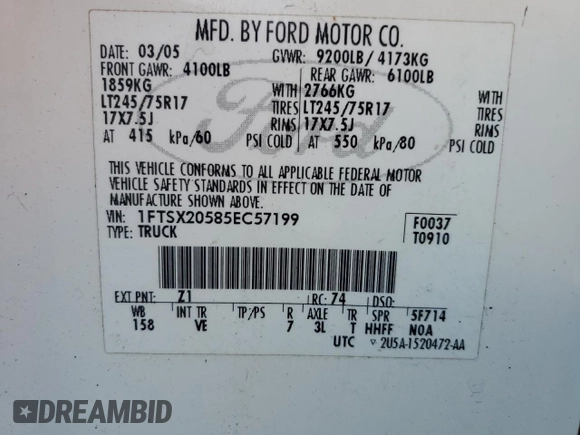 MFD. BY FORD MOTOR CO.
DATE: 03/05 GVWR: 9200LB/ 4173KG
FRONT GAWR: 4100LB REAR GAWR: 6100LB
1859KG WITH 2766KG WITH
LT245/75R17 TIRES LT245/75R17 TIRES
17X7.5J RIMS 17X7.5J RIMS
AT 415 kPa/60 PSI COLD AT 550 kPa/80 PSI COLD
THIS VEHICLE CONFORMS TO ALL APPLICABLE FEDERAL MOTOR
VEHICLE SAFETY STANDARDS IN EFFECT ON THE DATE OF
MANUFACTURE SHOWN ABOVE.
VIN: 1FTSX20585EC57199 F0037
TYPE: TRUCK T0910
EXT PNT: Z1 RC: 74 DSO:
WB INT TR TP/PS R AXLE TR SPR 5F714
158 VE 7 3L T HHFF NOA
UTC ▽ 2U5A-1520472-AA
Ford
DREAMBID